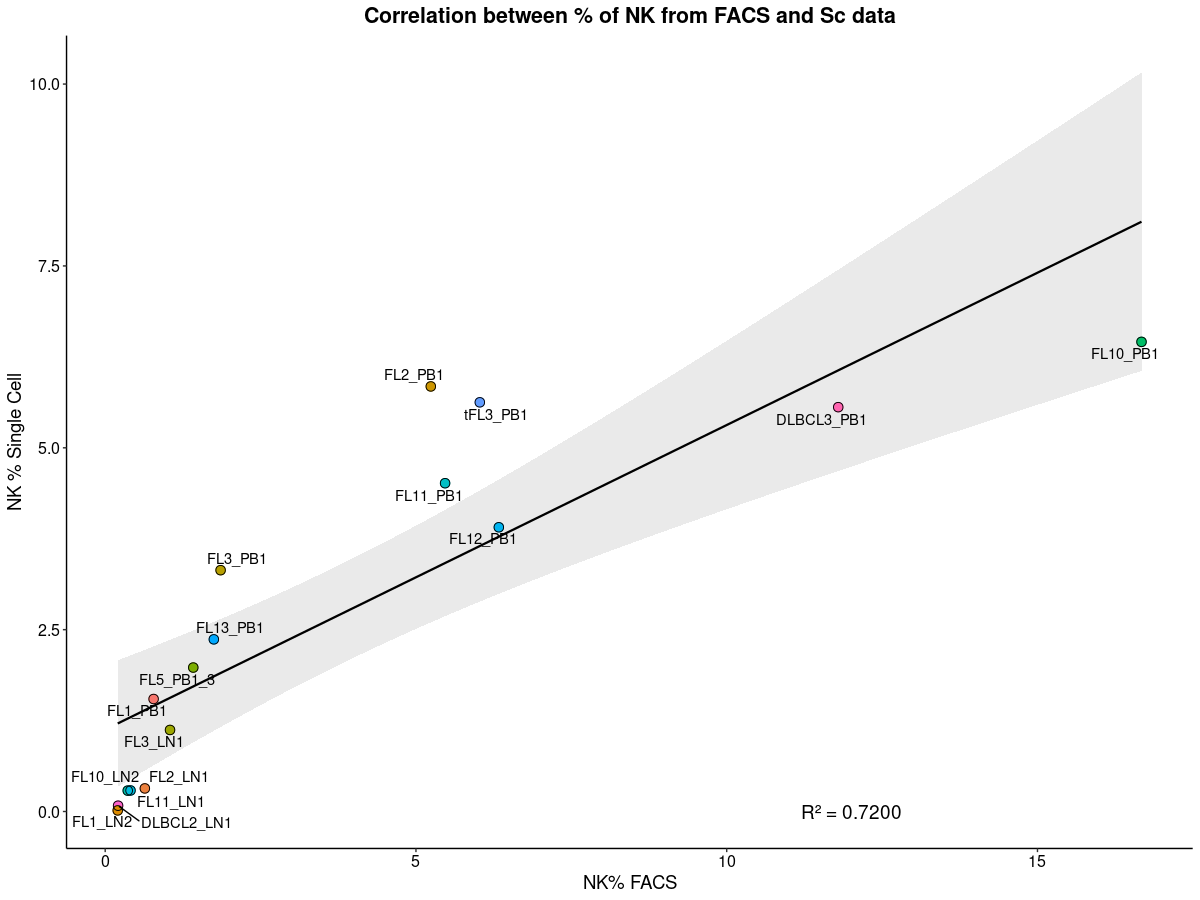 Correlation between % of NK from FACS and Sc data
NK % Single Cell
10.0
7.5
5.0
2.5
0.0
FL10_PB1
FL2_PB1
tFL3_PB1
DLBCL3_PB1
FL11_PB1
FL12_PB1
FL3_PB1
FL13_PB1
FL5_PB1_3
FL1_PB1
FL3_LN1
FL10_LN2 FL2_LN1
FL11_LN1
FL1_LN2 DLBCL2_LN1
R² = 0.7200
0 5 10 15
NK% FACS